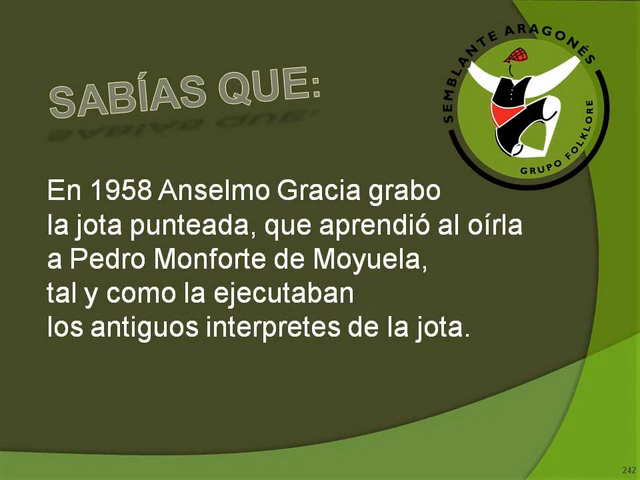 SABÍAS QUE:
SEMBLANTE ARAGONÉS
GRUPO FOLKLORE
En 1958 Anselmo Gracia grabo
la jota punteada, que aprendió al oírla
a Pedro Monforte de Moyuela,
tal y como la ejecutaban
los antiguos interpretes de la jota.
242